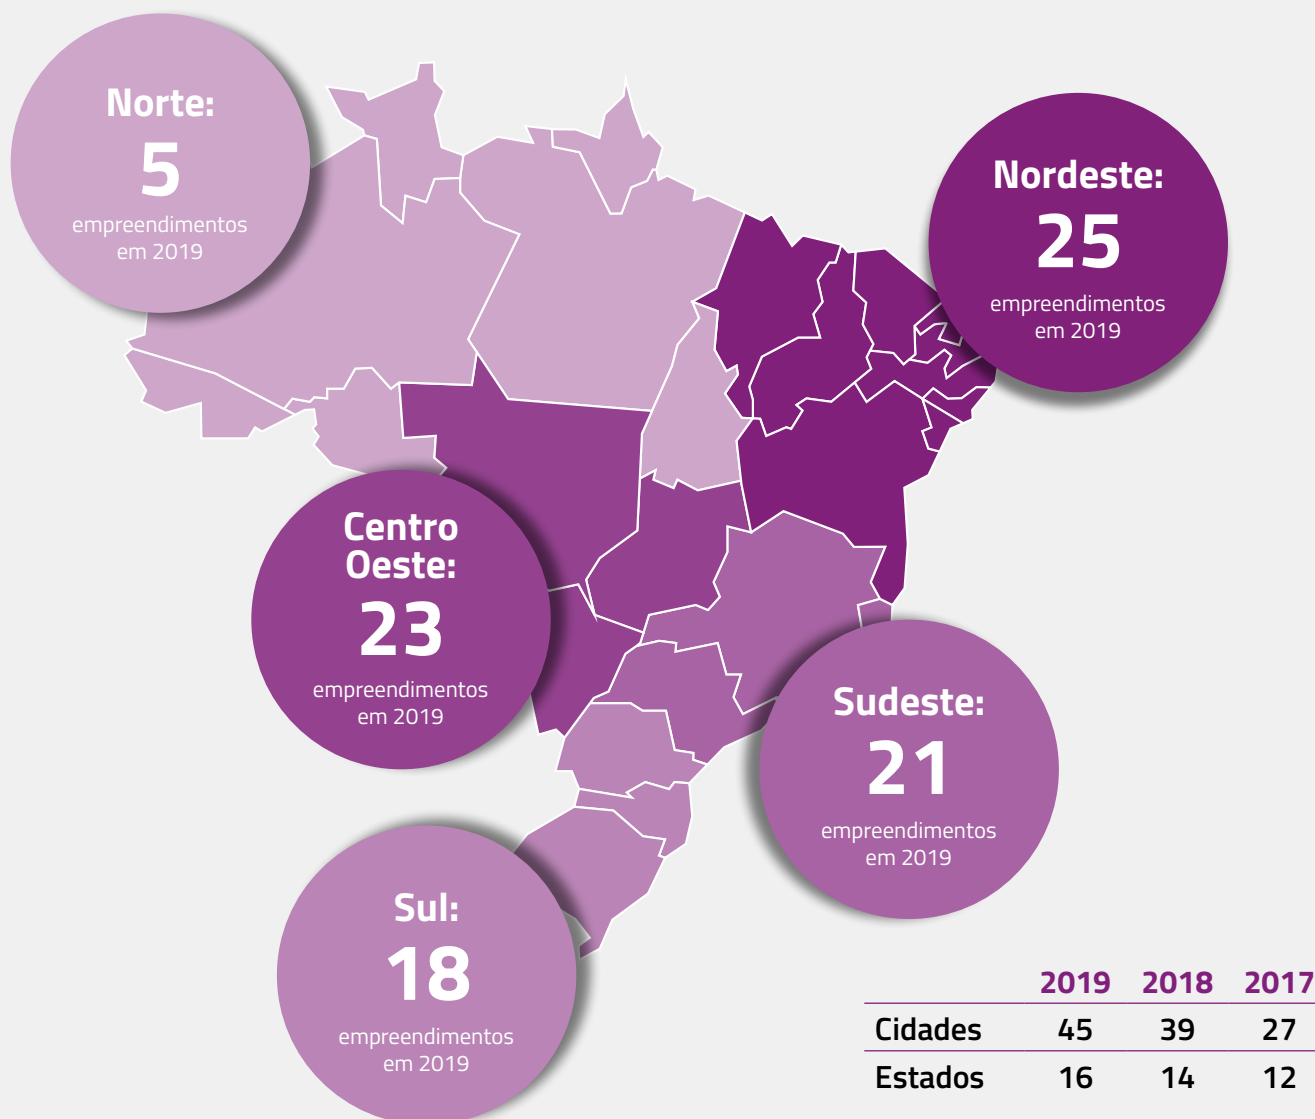 Norte:
5
empreendimentos
em 2019
Nordeste:
25
empreendimentos
em 2019
Centro
Oeste:
23
empreendimentos
em 2019
Sudeste:
21
empreendimentos
em 2019
Sul:
18
empreendimentos
em 2019
2019 2018 2017
Cidades 45 39 27
Estados 16 14 12